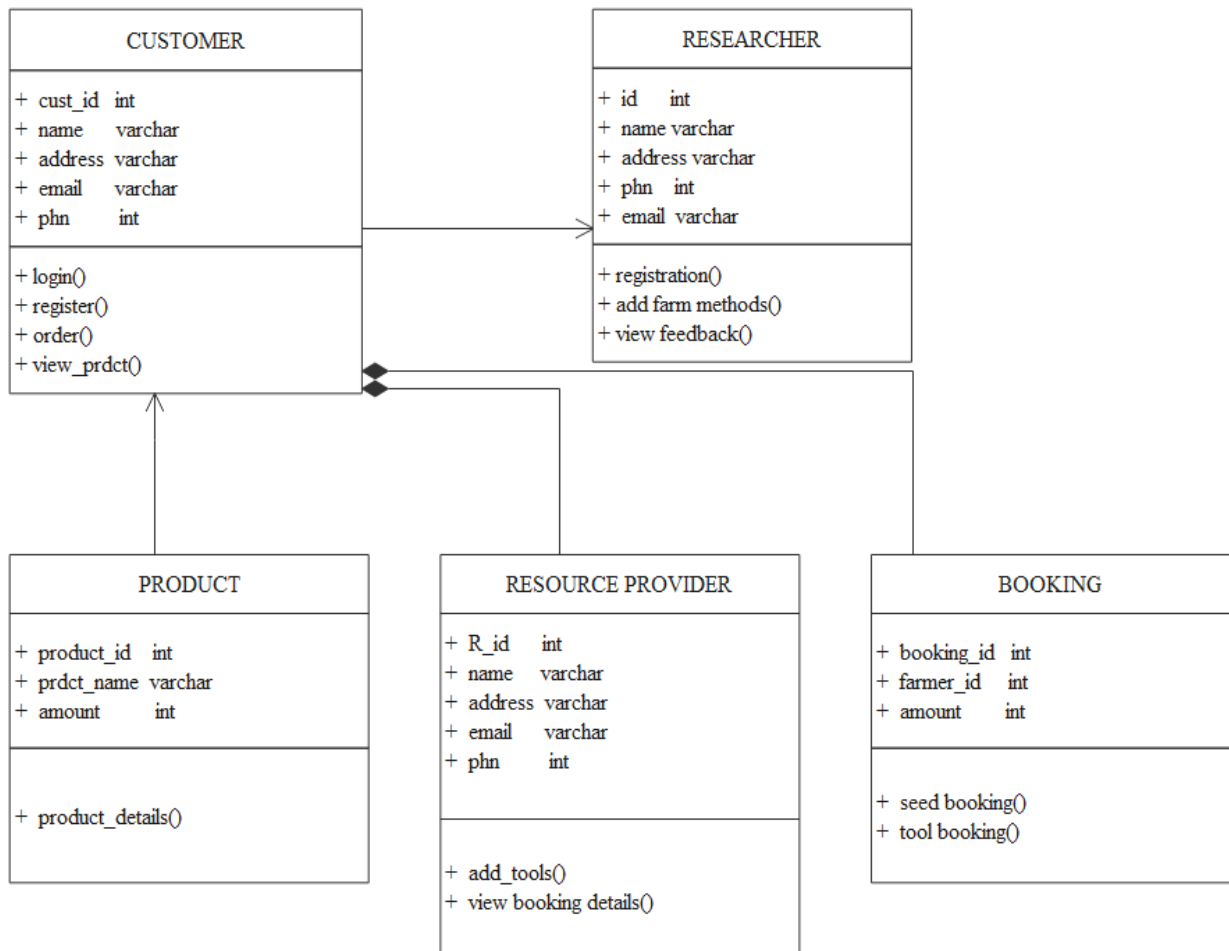 CUSTOMER
+ cust_id int
+ name varchar
+ address varchar
+ email varchar
+ phn int
+ login()
+ register()
+ order()
+ view_prdct()
RESEARCHER
+ id int
+ name varchar
+ address varchar
+ phn int
+ email varchar
+ registration()
+ add farm methods()
+ view feedback()
PRODUCT
+ product_id int
+ prdct_name varchar
+ amount int
+ product_details()
RESOURCE PROVIDER
+ R_id int
+ name varchar
+ address varchar
+ email varchar
+ phn int
+ add_tools()
+ view booking details()
BOOKING
+ booking_id int
+ farmer_id int
+ amount int
+ seed booking()
+ tool booking()